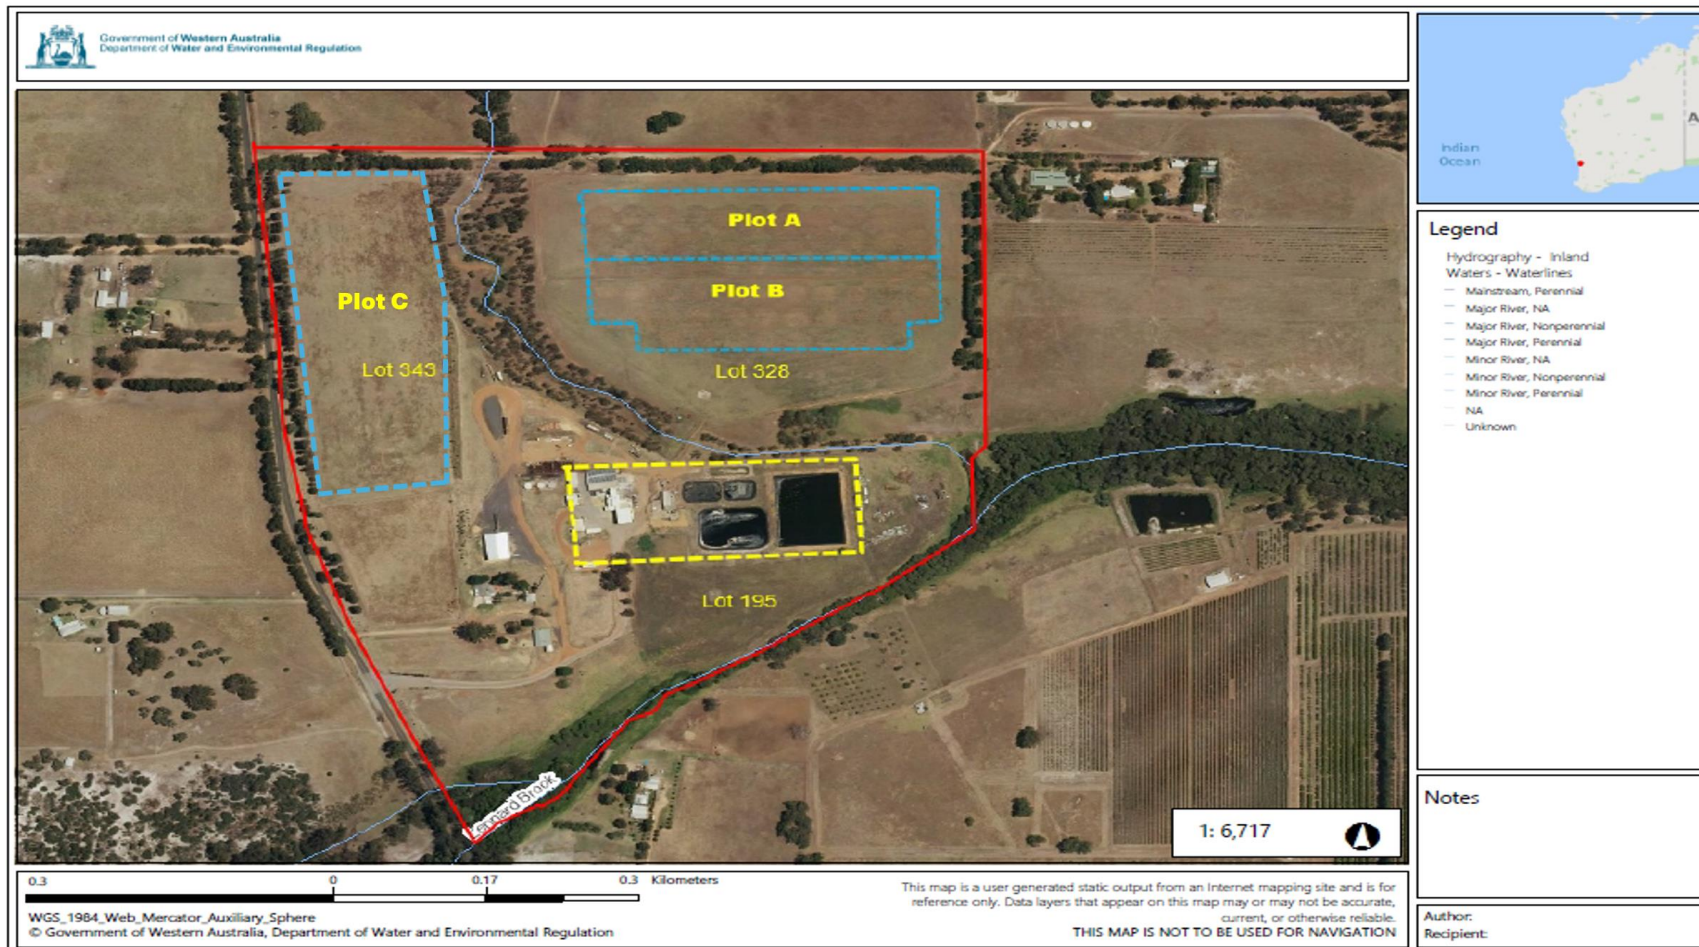 Government of Western Australia
Department of Water and Environmental Regulation
Plot A
Plot B
Plot C
Lot 343
Lot 328
Lot 195
Lennard Brook
1: 6,717
Indian
Ocean
A
Legend
Hydrography - Inland
Waters - Waterlines
Mainstream, Perennial
Major River, NA
Major River, Nonperennial
Major River, Perennial
Minor River, NA
Minor River, Nonperennial
Minor River, Perennial
NA
Unknown
Notes
0.3 0 0.17 0.3 Kilometers
WGS_1984_Web_Mercator_Auxiliary_Sphere
© Government of Western Australia, Department of Water and Environmental Regulation
This map is a user generated static output from an Internet mapping site and is for
reference only. Data layers that appear on this map may or may not be accurate,
current, or otherwise reliable.
THIS MAP IS NOT TO BE USED FOR NAVIGATION
Author:
Recipient: